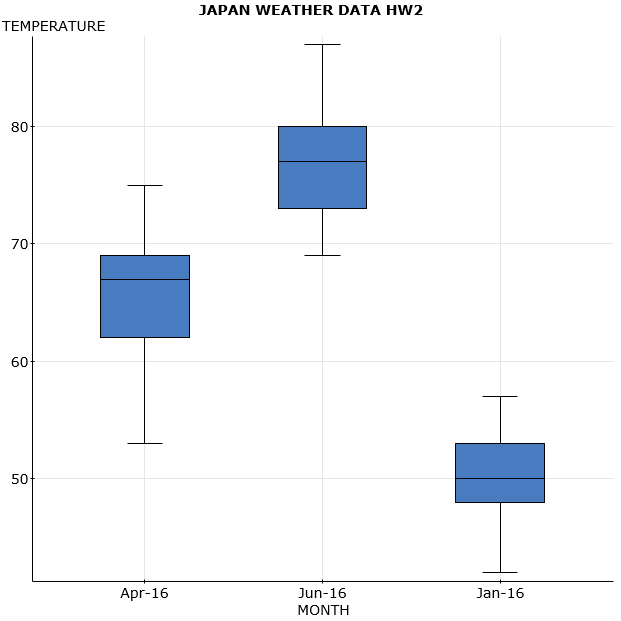 JAPAN WEATHER DATA HW2
TEMPERATURE
80
70
60
50
Apr-16 Jun-16 Jan-16
MONTH